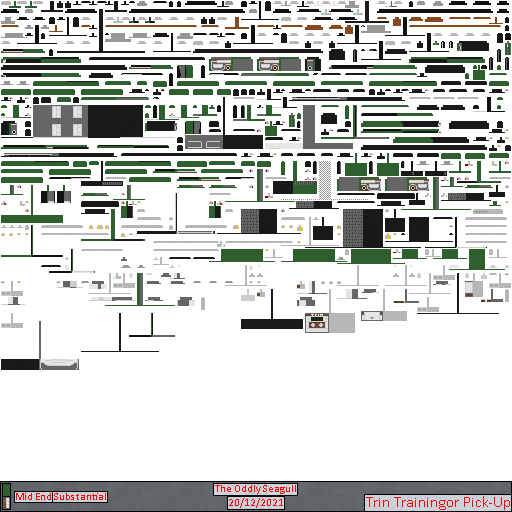 The Oddly Seagull
Mid End Substantial
20/12/2021
Trin Trainingor Pick-Up